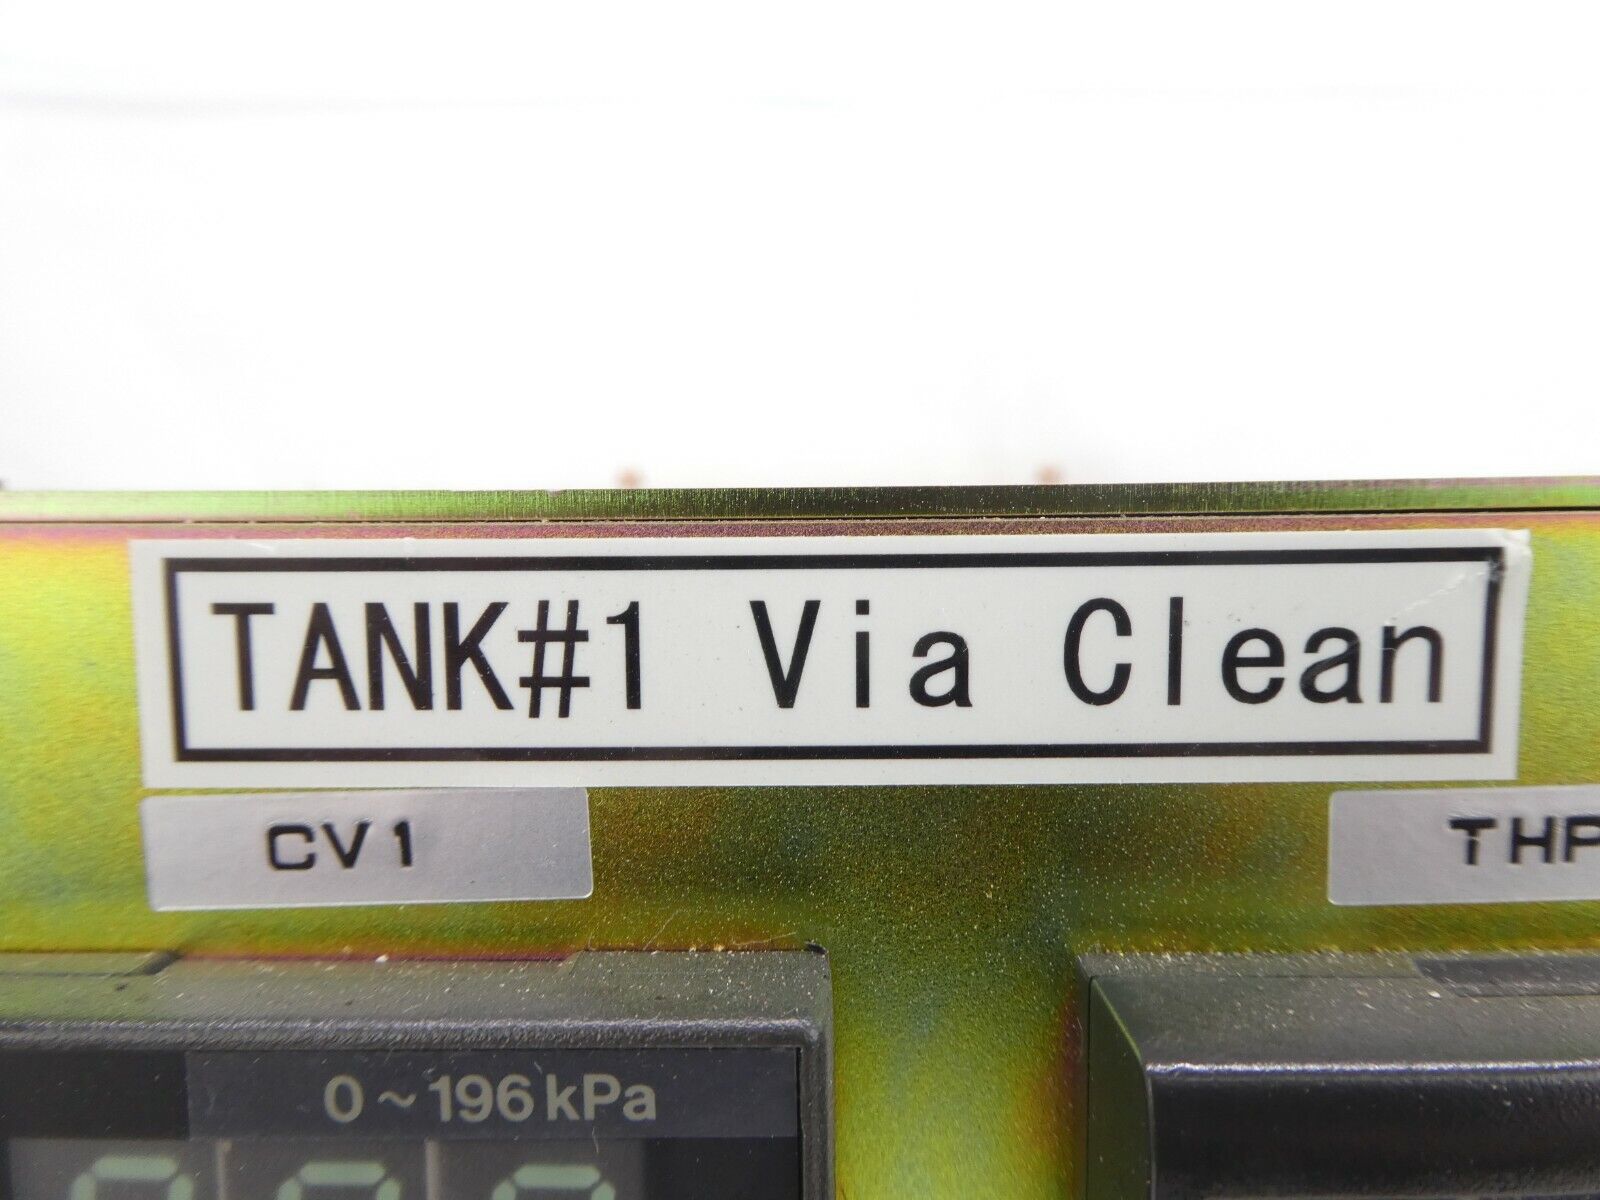 TANK#1 Via Clean
CV1
THP
0~196kPa